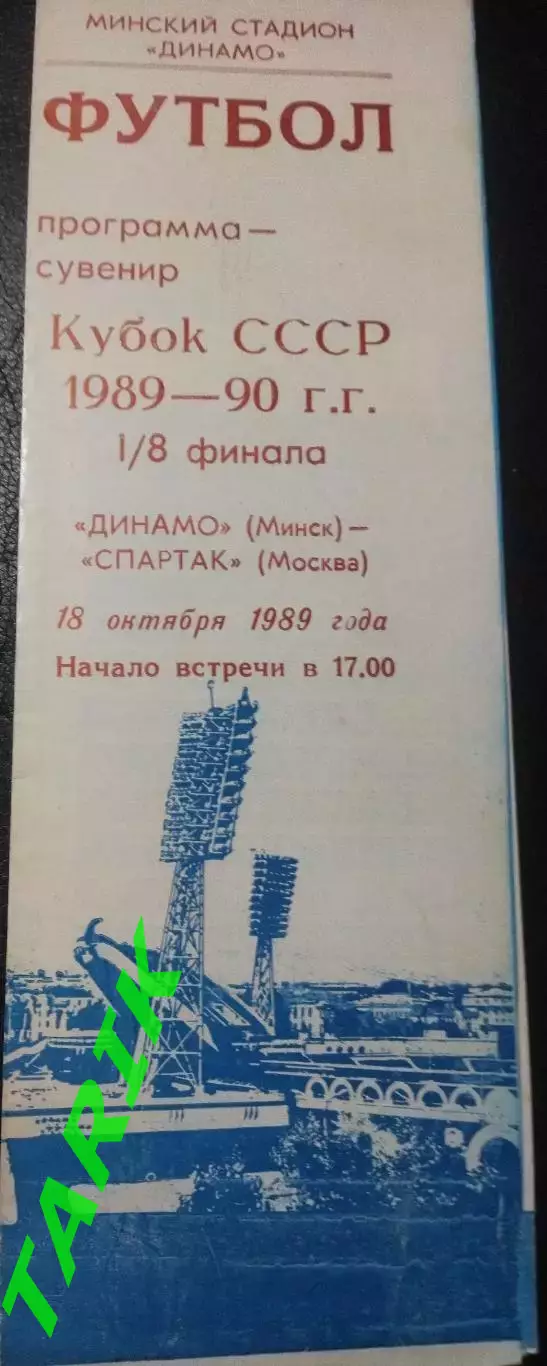 МИНСКИЙ СТАДИОН
«ДИНАМО»
ФУТБОЛ
программа—
сувенир
Кубок СССР
1989—90 г.г.
1/8 финала
«ДИНАМО» (Минск)—
«СПАРТАК» (Москва)
18 октября 1989 года
Начало встречи в 17.00
TARIK